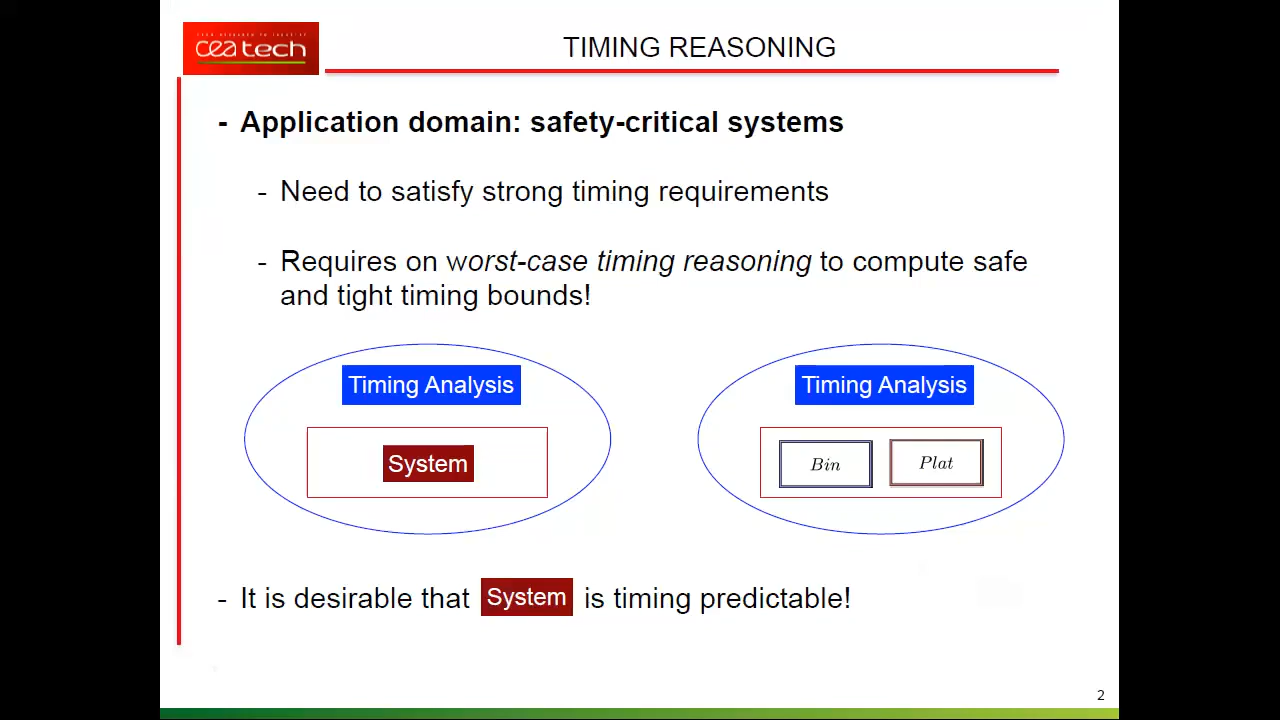 ceatech
TIMING REASONING
- Application domain: safety-critical systems
- Need to satisfy strong timing requirements
- Requires on worst-case timing reasoning to compute safe
and tight timing bounds!
Timing Analysis
System
Timing Analysis
Bin
Plat
- It is desirable that System is timing predictable!
2